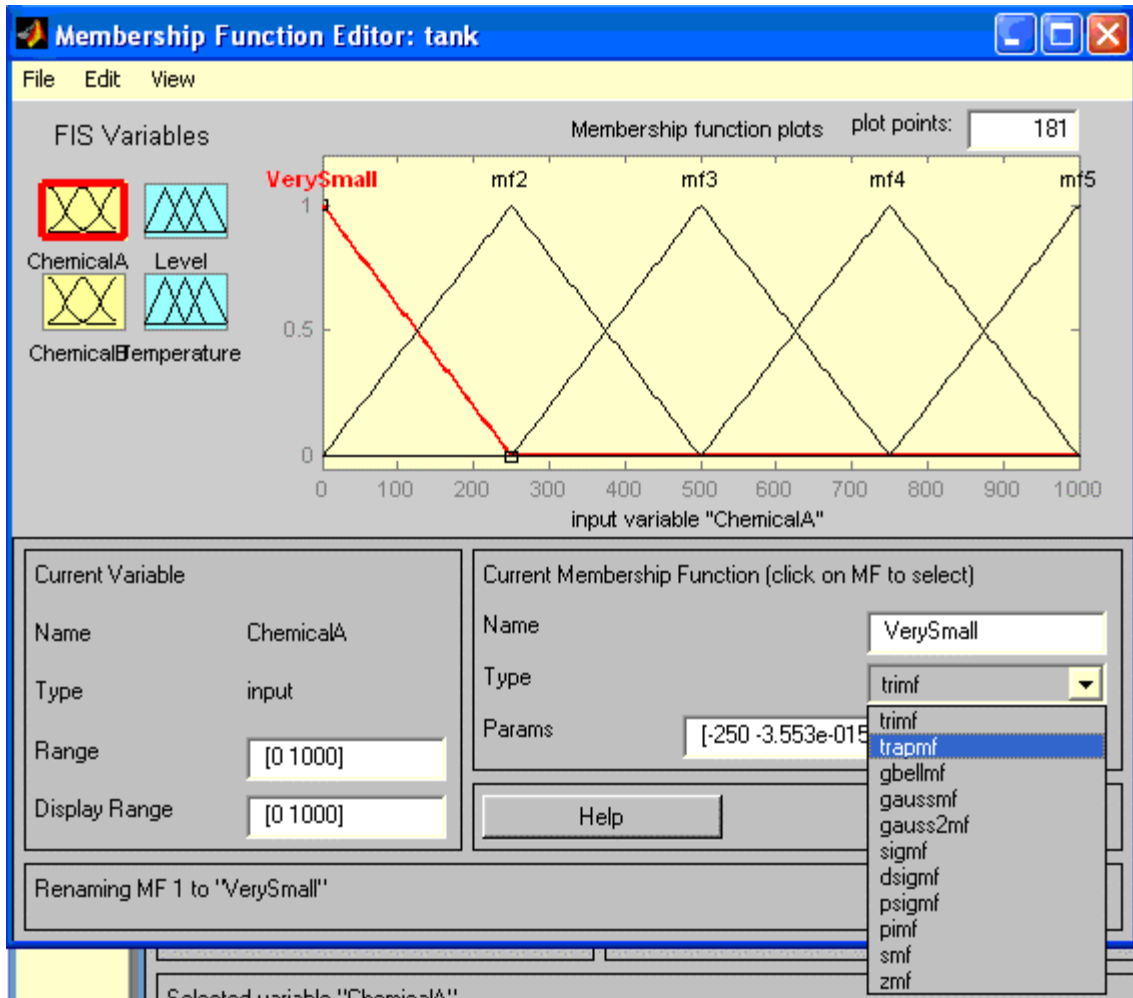 Membership Function Editor: tank
File Edit View
FIS Variables
Membership function plots plot points: 181
VerySmall mf2 mf3 mf4 mf5
1
0.5
0
0 100 200 300 400 500 600 700 800 900 1000
input variable "ChemicalA"
ChemicalA Level
ChemicalB Temperature
Current Variable
Name ChemicalA
Type input
Range [0 1000]
Display Range [0 1000]
Current Membership Function (click on MF to select)
Name VerySmall
Type trimf
Params [-250 -3.553e-015
trimf
trapmf
gbellmf
gaussmf
gauss2mf
sigmf
dsigmf
psigmf
pimf
smf
zmf
Help
Renaming MF 1 to "VerySmall"
Selected variable "ChemicalA"